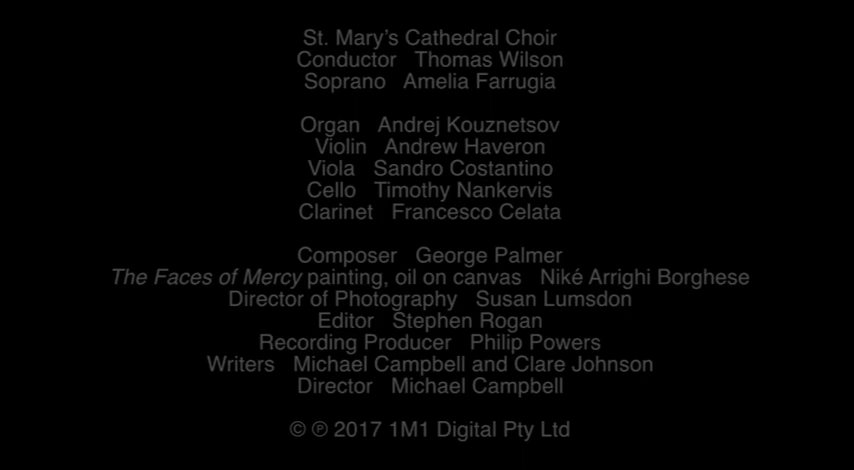 St. Mary’s Cathedral Choir
Conductor Thomas Wilson
Soprano Amelia Farrugia
Organ Andrej Kouznetsov
Violin Andrew Haveron
Viola Sandro Costantino
Cello Timothy Nankervis
Clarinet Francesco Celata
Composer George Palmer
The Faces of Mercy painting, oil on canvas Niké Arrighi Borghese
Director of Photography Susan Lumsdon
Editor Stephen Rogan
Recording Producer Philip Powers
Writers Michael Campbell and Clare Johnson
Director Michael Campbell
© ℗ 2017 1M1 Digital Pty Ltd